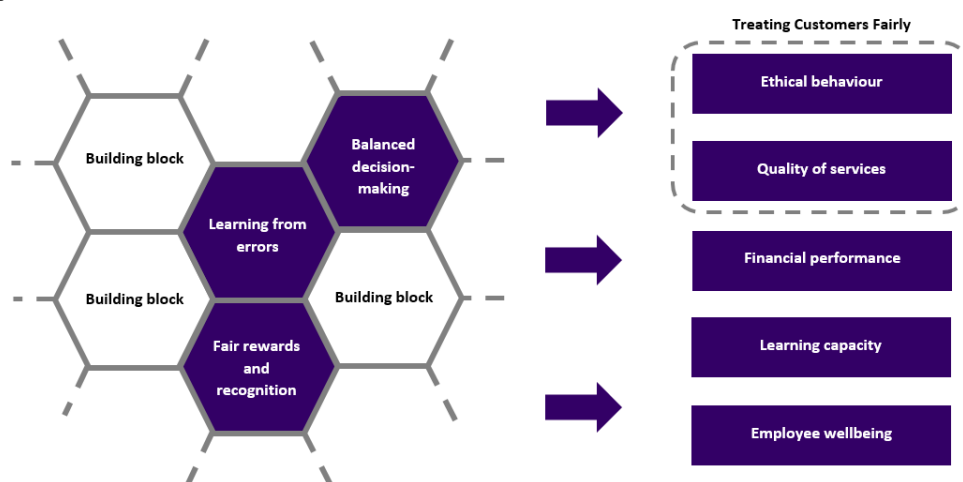 Building block
Learning from
errors
Balanced
decision-
making
Building block
Fair rewards
and
recognition
Building block
Treating Customers Fairly
Ethical behaviour
Quality of services
Financial performance
Learning capacity
Employee wellbeing